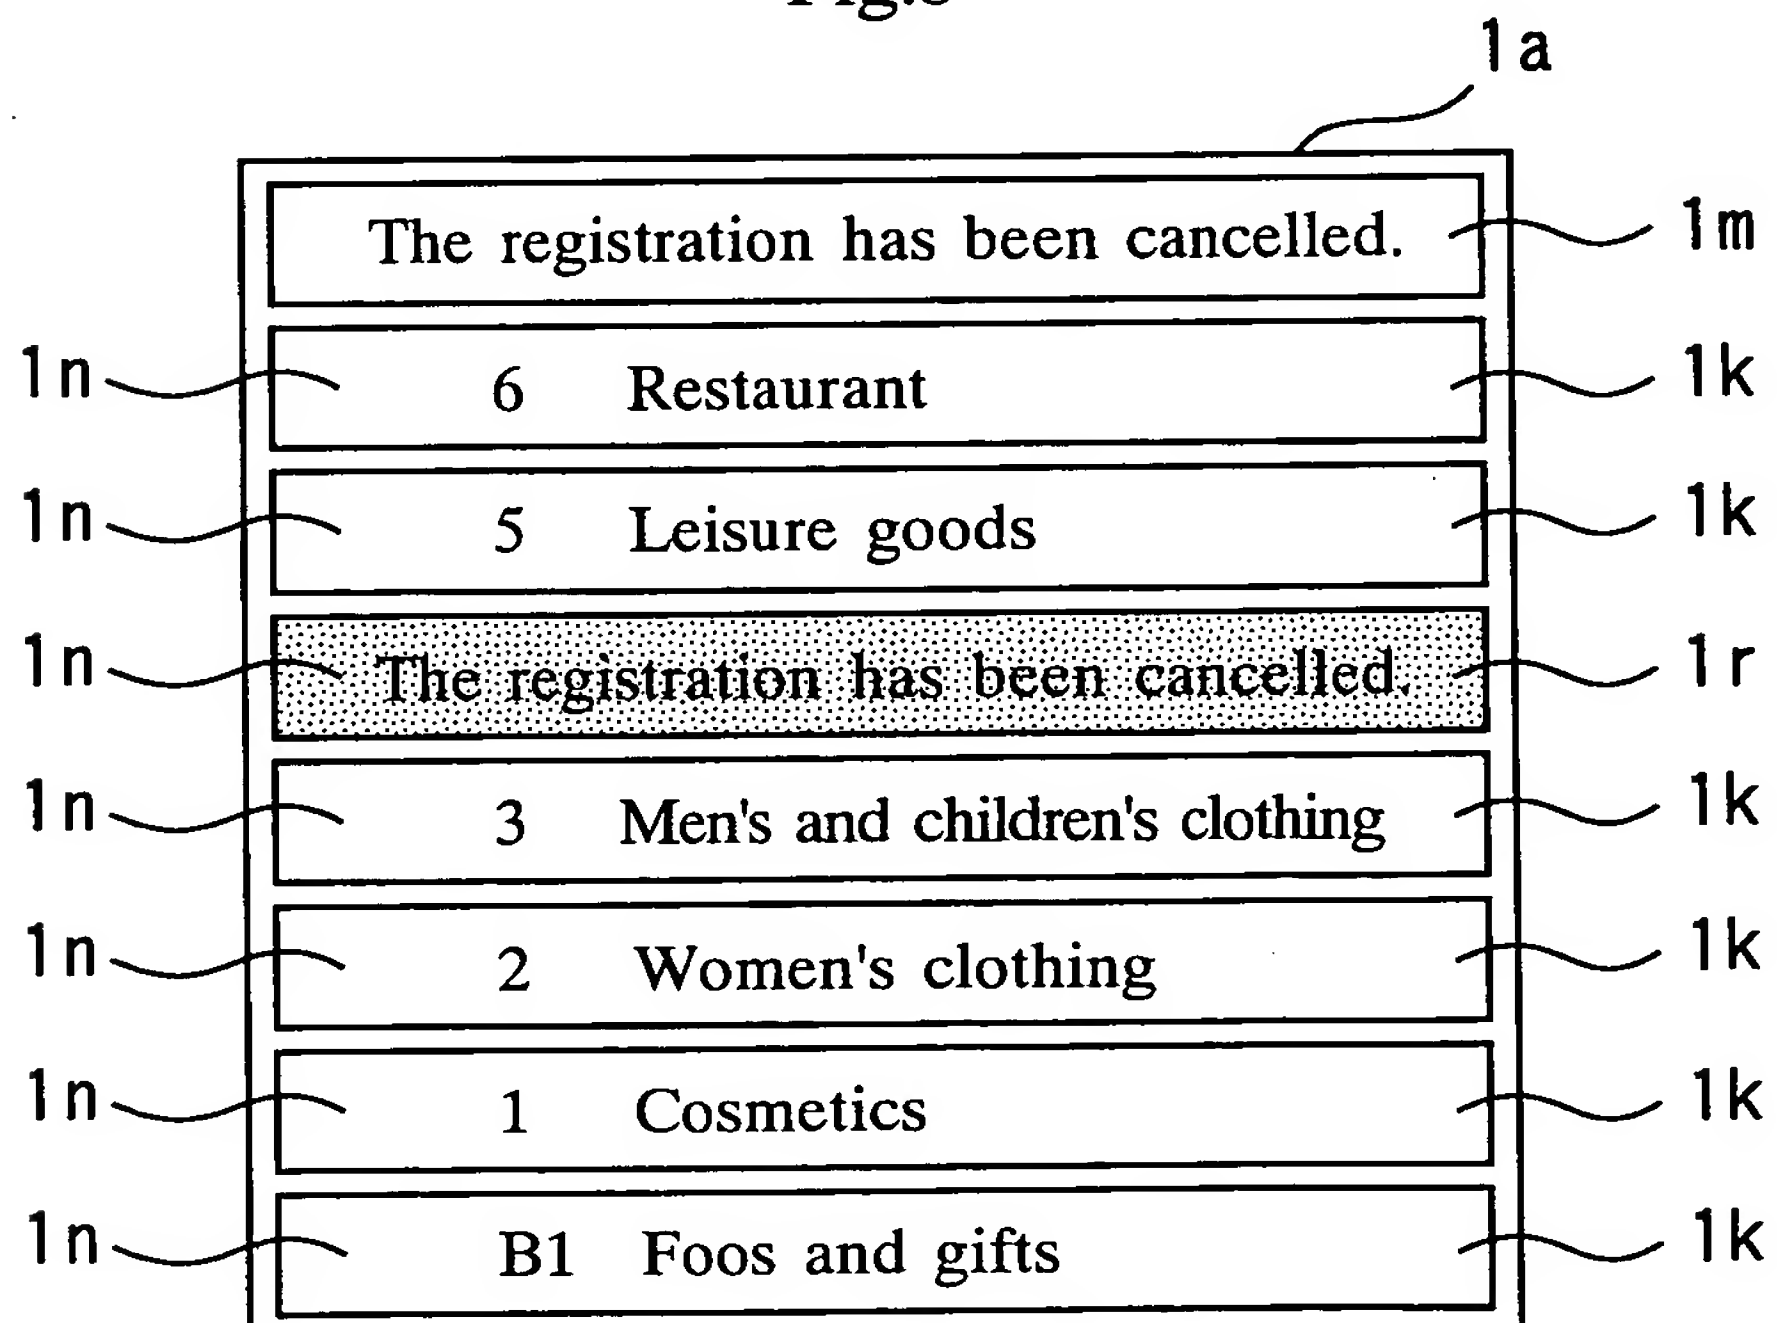 1a
The registration has been cancelled. 1m
1n 6 Restaurant 1k
1n 5 Leisure goods 1k
1n The registration has been cancelled. 1r
1n 3 Men's and children's clothing 1k
1n 2 Women's clothing 1k
1n 1 Cosmetics 1k
1n B1 Foos and gifts 1k